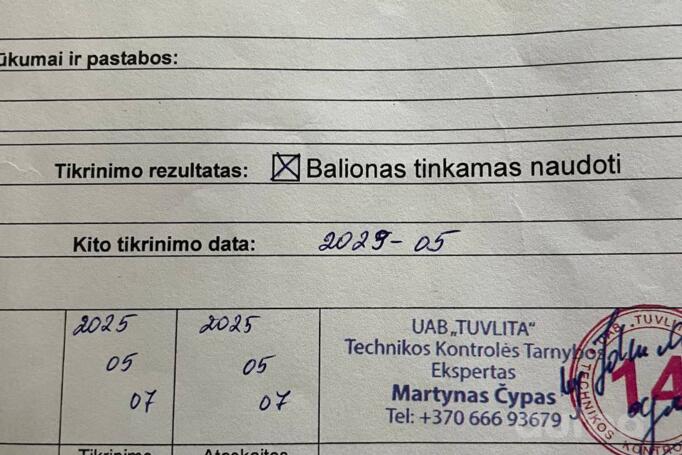 ūkumai ir pastabos:
Tikrinimo rezultatas: ☒ Balionas tinkamas naudoti
Kito tikrinimo data: 2029-05
2025 2025
05 05
07 07
UAB „TUVLITA“
Technikos Kontrolės Tarnybos
Ekspertas
Martynas Čypas
Tel: +370 666 93679
14
TECHNIKOS